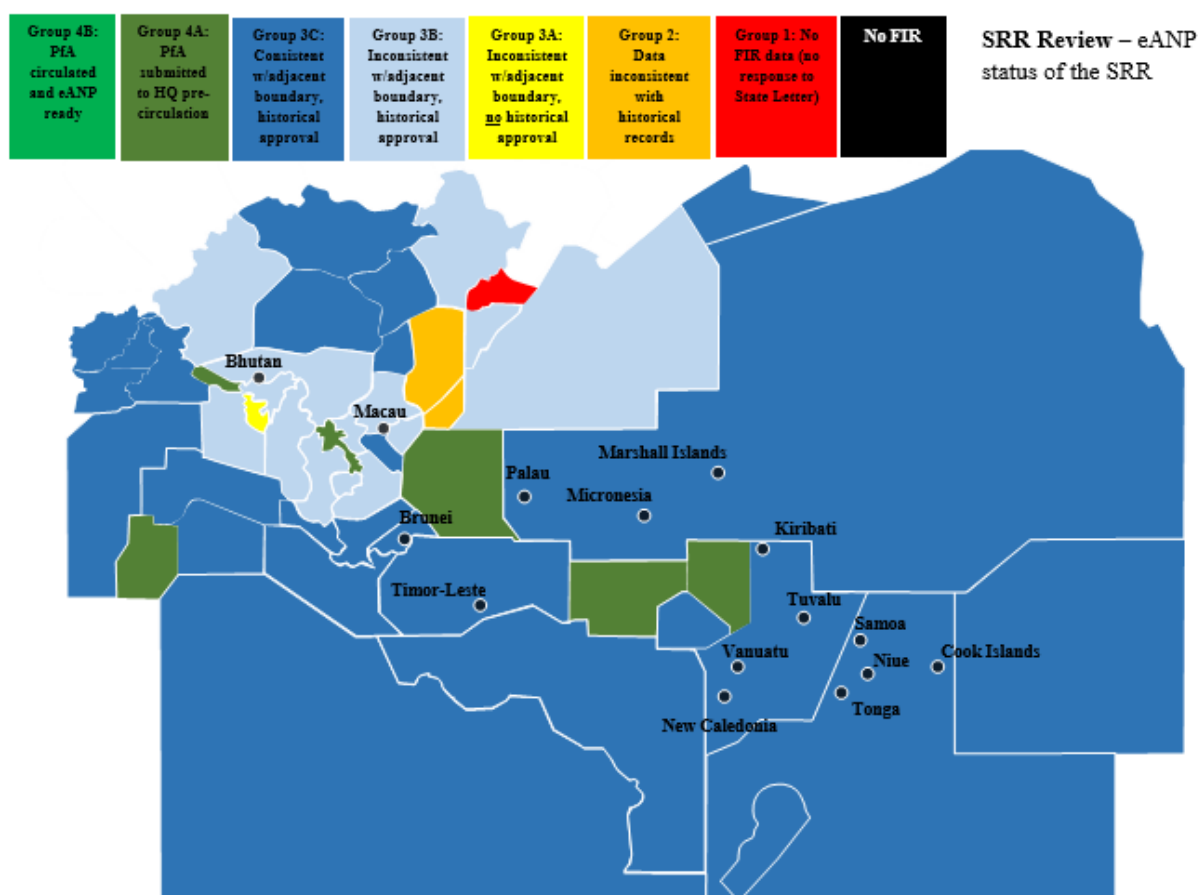 Group 4B:
PfA
circulated
and eANP
ready
Group 4A:
PfA
submitted
to HQ pre-
circulation
Group 3C:
Consistent
w/adjacent
boundary,
historical
approval
Group 3B:
Inconsistent
w/adjacent
boundary,
historical
approval
Group 3A:
Inconsistent
w/adjacent
boundary,
no historical
approval
Group 2:
Data
inconsistent
with
historical
records
Group 1: No
FIR data (no
response to
State Letter)
No FIR
SRR Review – eANP
status of the SRR
Bhutan
Macau
Marshall Islands
Palau
Micronesia
Brunei
Kiribati
Timor-Leste
Tuvalu
Samoa
Vanuatu
Niue
Cook Islands
Tonga
New Caledonia